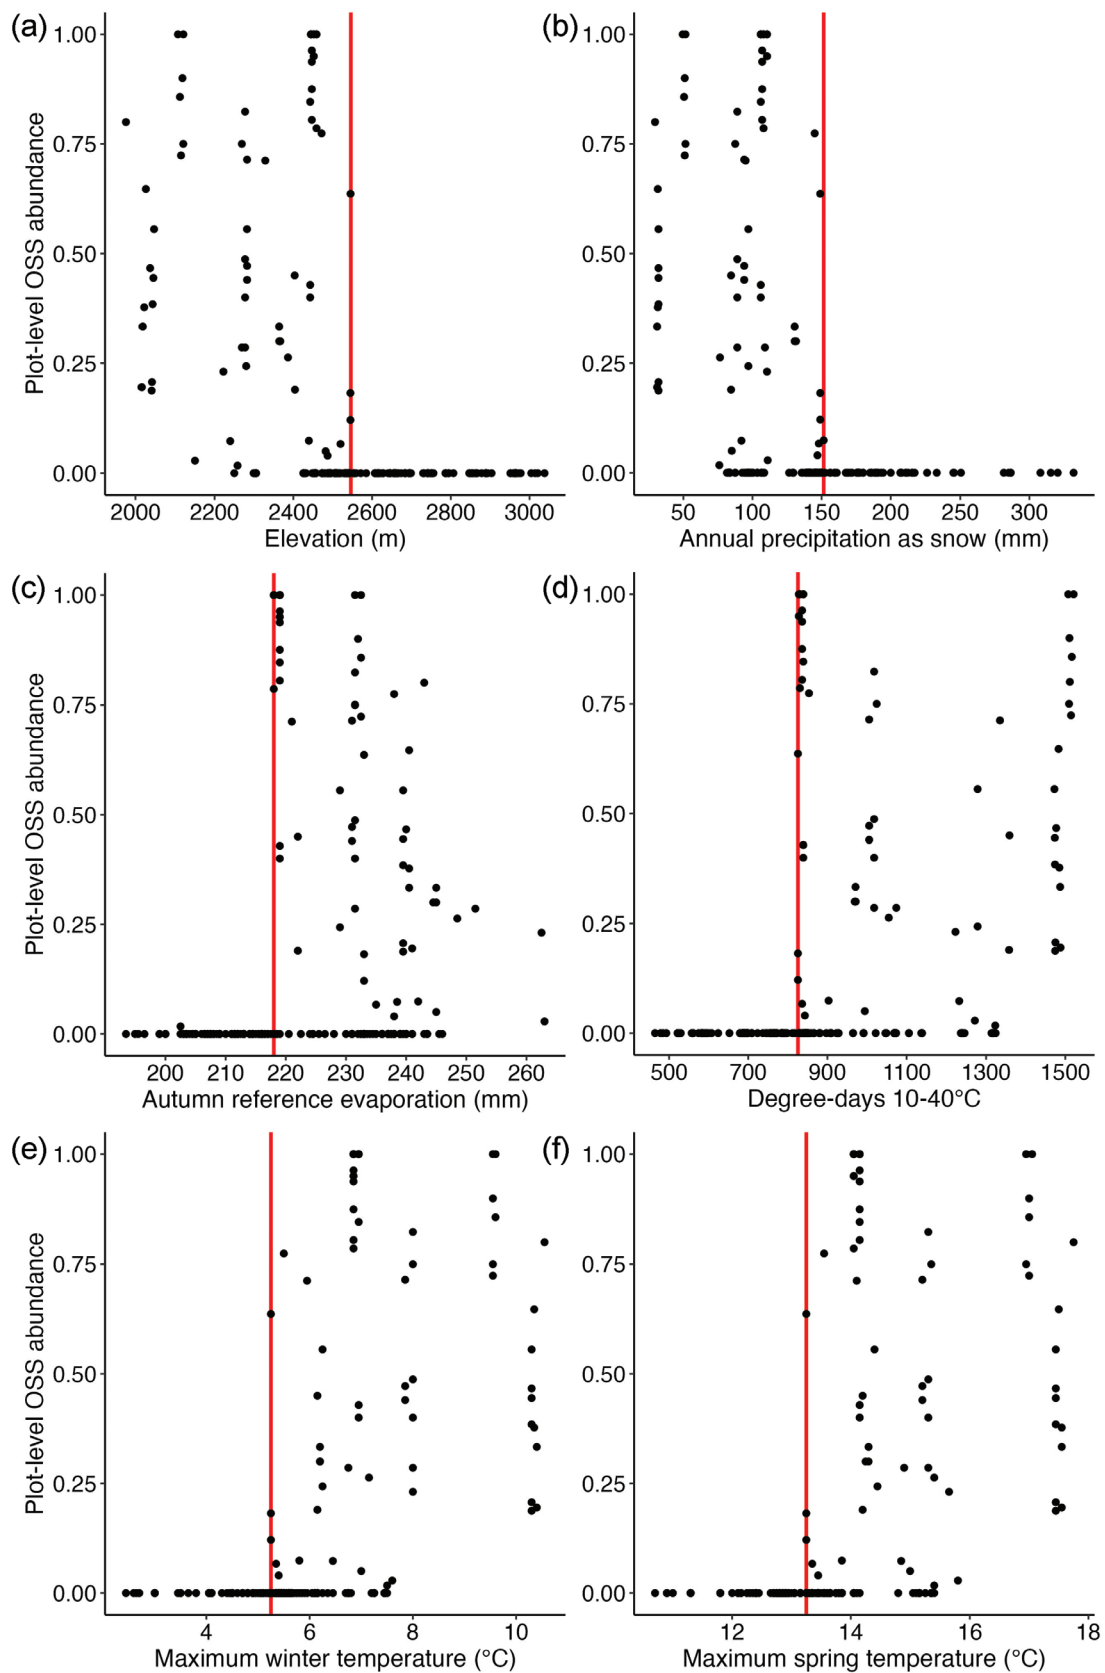 (a)
(b)
1.00
0.75
0.50
0.25
0.00
Plot-level OSS abundance
2000 2200 2400 2600 2800 3000
Elevation (m)
1.00
0.75
0.50
0.25
0.00
50 100 150 200 250 300
Annual precipitation as snow (mm)
(c)
(d)
1.00
0.75
0.50
0.25
0.00
Plot-level OSS abundance
200 210 220 230 240 250 260
Autumn reference evaporation (mm)
1.00
0.75
0.50
0.25
0.00
500 700 900 1100 1300 1500
Degree-days 10-40°C
(e)
(f)
1.00
0.75
0.50
0.25
0.00
Plot-level OSS abundance
4 6 8 10
Maximum winter temperature (°C)
1.00
0.75
0.50
0.25
0.00
12 14 16 18
Maximum spring temperature (°C)